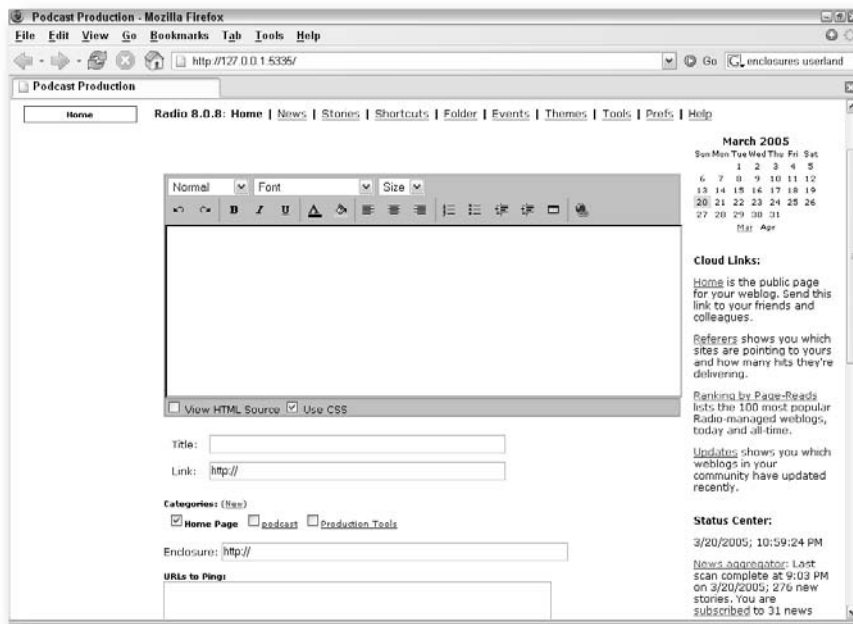 Podcast Production - Mozilla Firefox
File Edit View Go Bookmarks Tab Tools Help
http://127.0.0.1:5335/
Go
enclosures userland
Podcast Production
Home
Radio 8.0.8: Home | News | Stories | Shortcuts | Folder | Events | Themes | Tools | Prefs | Help
Normal Font Size
B I U A
View HTML Source Use CSS
Title:
Link: http://
Categories: (New)
Home Page podcast Production Tools
Enclosure: http://
URLs to Ping:
March 2005
Sun Mon Tue Wed Thu Fri Sat
1 2 3 4 5
6 7 8 9 10 11 12
13 14 15 16 17 18 19
20 21 22 23 24 25 26
27 28 29 30 31
Mar Apr
Cloud Links:
Home is the public page
for your weblog. Send this
link to your friends and
colleagues.
Referers shows you which
sites are pointing to yours
and how many hits they're
delivering.
Ranking by Page-Reads
lists the 100 most popular
Radio-managed weblogs,
today and all-time.
Updates shows you which
weblogs in your
community have updated
recently.
Status Center:
3/20/2005; 10:59:24 PM
News aggregator: Last
scan complete at 9:03 PM
on 3/20/2005; 276 new
stories. You are
subscribed to 31 news